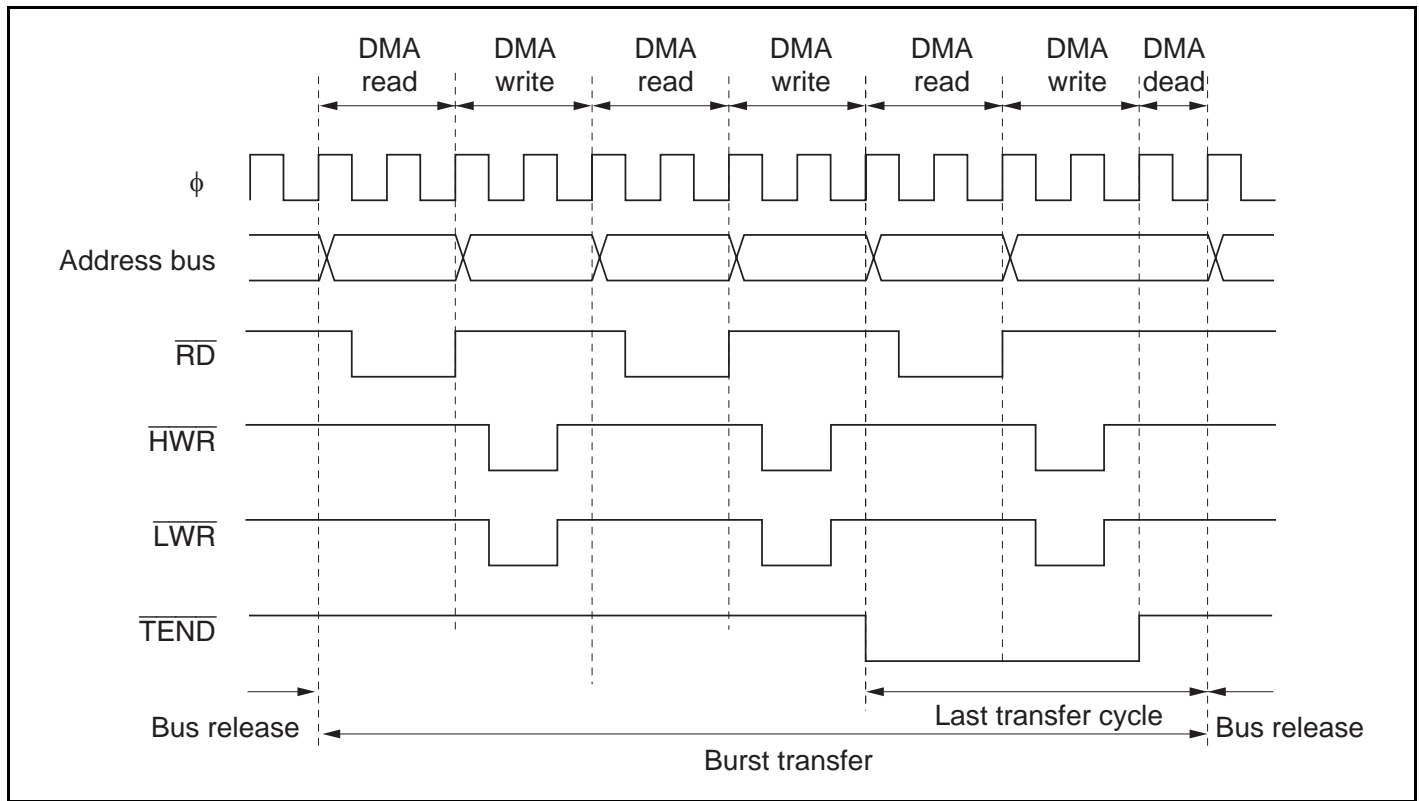 DMA read
DMA write
DMA read
DMA write
DMA read
DMA write
DMA dead
ϕ
Address bus
RD
HWR
LWR
TEND
Bus release
Last transfer cycle
Bus release
Burst transfer